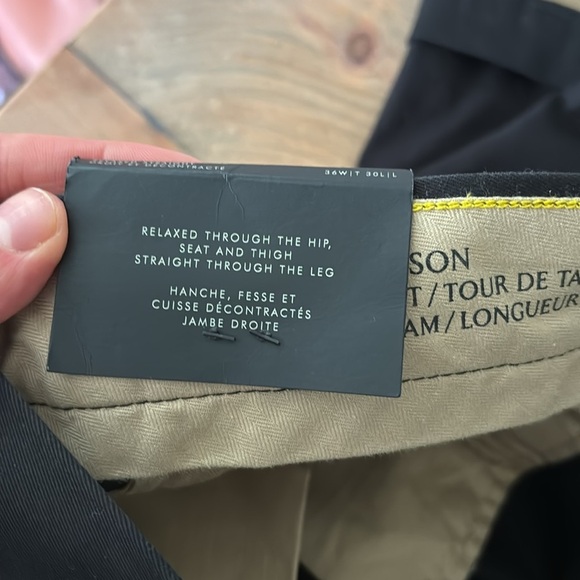 36W|T 30L|L
RELAXED THROUGH THE HIP,
SEAT AND THIGH
STRAIGHT THROUGH THE LEG
HANCHE, FESSE ET
CUISSE DÉCONTRACTÉS
JAMBE DROITE
SON
T / TOUR DE TA
AM / LONGUEUR